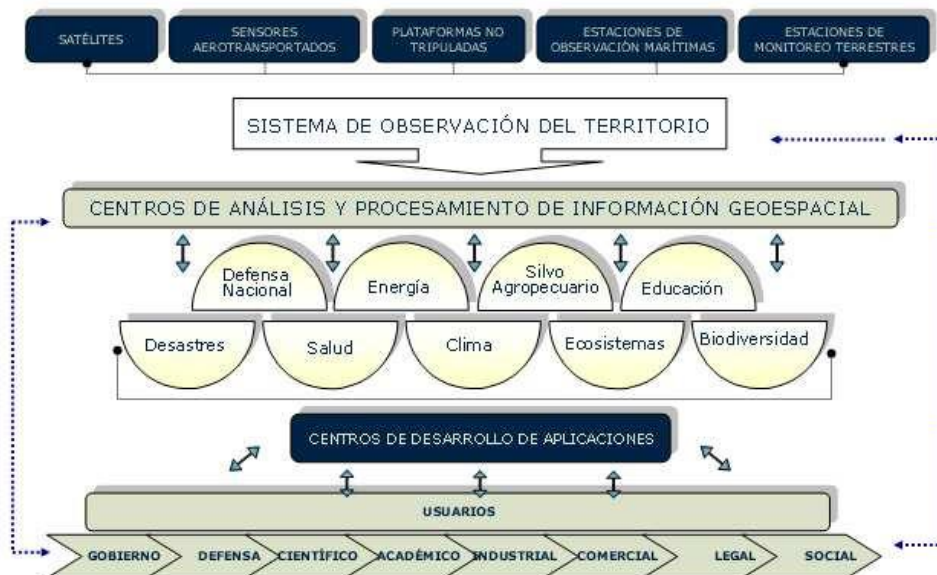 SATÉLITES
SENSORES
AEROTRANSPORTADOS
PLATAFORMAS NO
TRIPULADAS
ESTACIONES DE
OBSERVACIÓN MARÍTIMAS
ESTACIONES DE
MONITOREO TERRESTRES
SISTEMA DE OBSERVACIÓN DEL TERRITORIO
CENTROS DE ANÁLISIS Y PROCESAMIENTO DE INFORMACIÓN GEOESPACIAL
Defensa
Nacional
Energía
Silvo
Agropecuario
Educación
Desastres
Salud
Clima
Ecosistemas
Biodiversidad
CENTROS DE DESARROLLO DE APLICACIONES
USUARIOS
GOBIERNO
DEFENSA
CIENTÍFICO
ACADÉMICO
INDUSTRIAL
COMERCIAL
LEGAL
SOCIAL